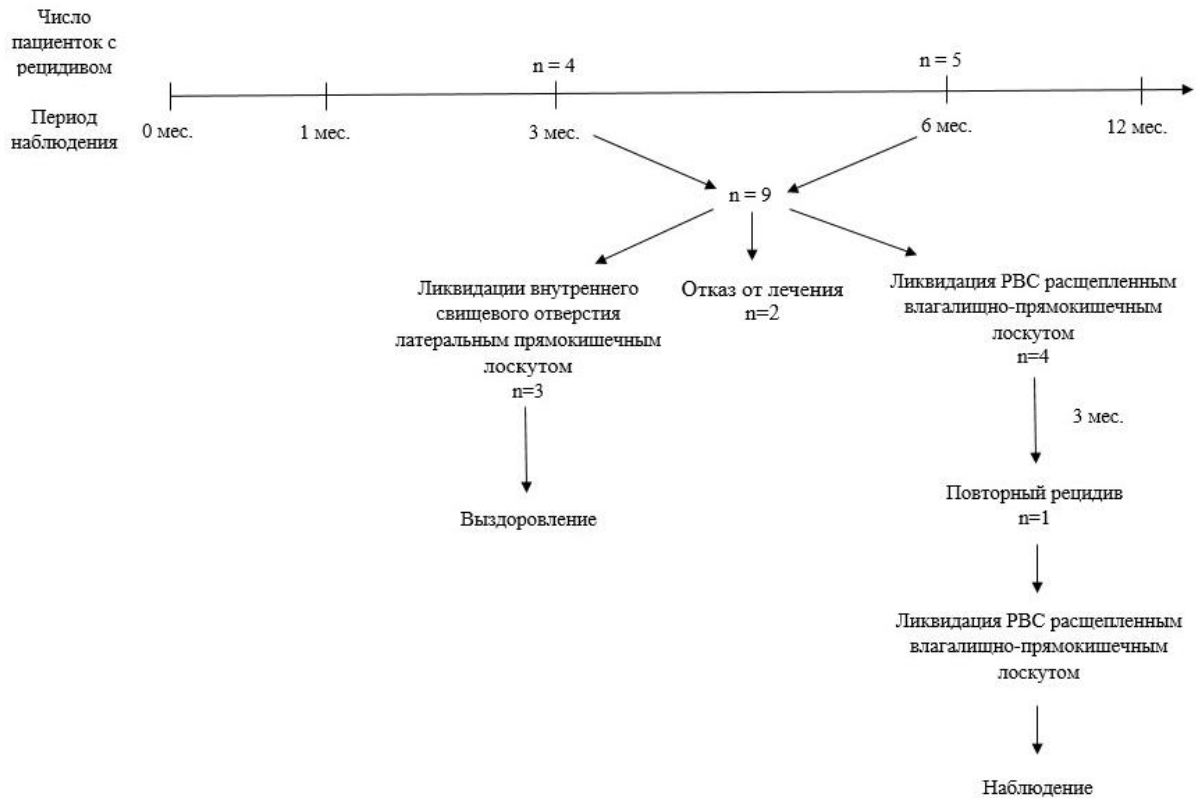 Число
пациенток с
рецидивом
n = 4
n = 5
Период
наблюдения
0 мес.
1 мес.
3 мес.
6 мес.
12 мес.
n = 9
Ликвидации внутреннего
свищевого отверстия
латеральным прямокишечным
лоскутом
n=3
Отказ от лечения
n=2
Ликвидация РВС расщепленным
влагалищно-прямокишечным
лоскутом
n=4
3 мес.
Выздоровление
Повторный рецидив
n=1
Ликвидация РВС расщепленным
влагалищно-прямокишечным
лоскутом
Наблюдение